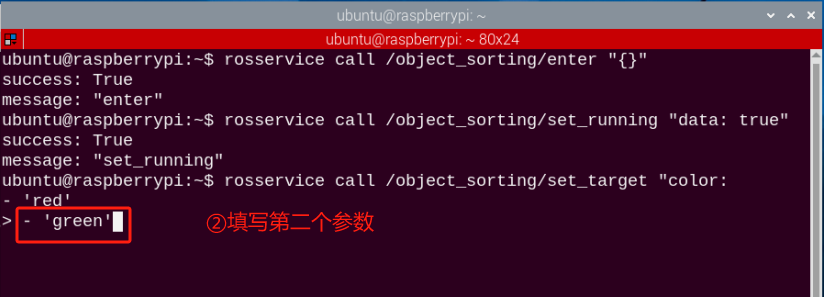 ubuntu@raspberrypi: ~
ubuntu@raspberrypi: ~ 80x24
ubuntu@raspberrypi:~$ rosservice call /object_sorting/enter "{}"
success: True
message: "enter"
ubuntu@raspberrypi:~$ rosservice call /object_sorting/set_running "data: true"
success: True
message: "set_running"
ubuntu@raspberrypi:~$ rosservice call /object_sorting/set_target "color:
- 'red'
> - 'green'
②填写第二个参数